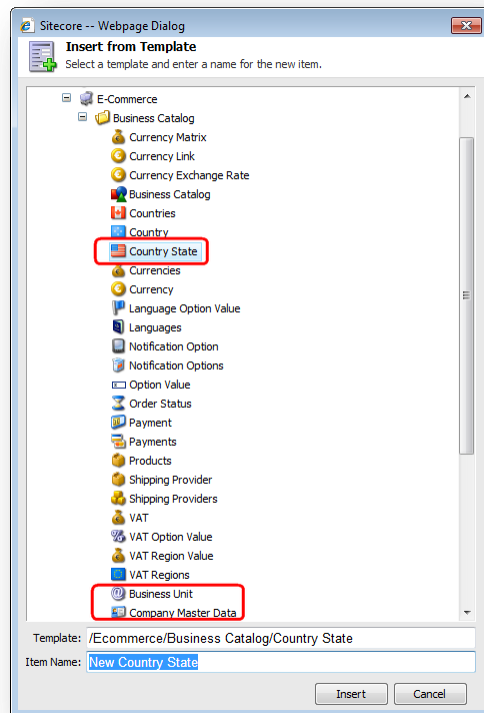 Sitecore -- Webpage Dialog
Insert from Template
Select a template and enter a name for the new item.
E-Commerce
Business Catalog
Currency Matrix
Currency Link
Currency Exchange Rate
Business Catalog
Countries
Country
Country State
Currencies
Currency
Language Option Value
Languages
Notification Option
Notification Options
Option Value
Order Status
Payment
Payments
Products
Shipping Provider
Shipping Providers
VAT
VAT Option Value
VAT Region Value
VAT Regions
Business Unit
Company Master Data
Template: /Ecommerce/Business Catalog/Country State
Item Name: New Country State
Insert Cancel